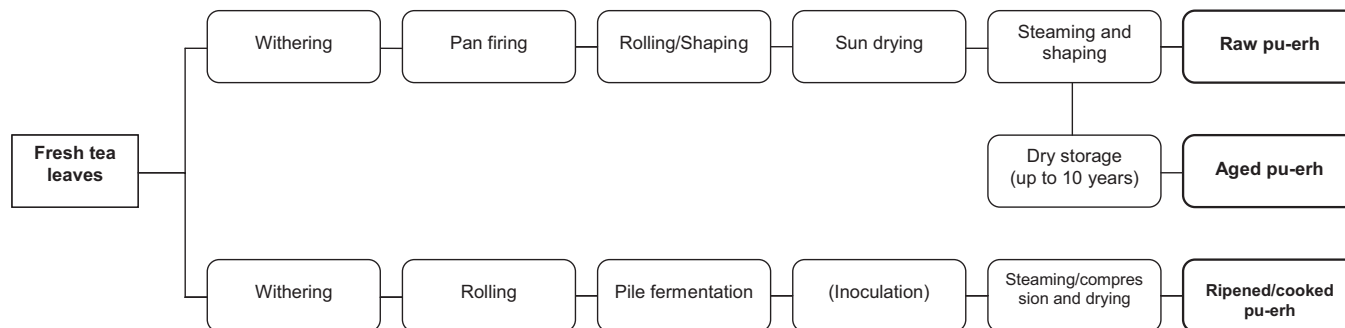 Withering
Pan firing
Rolling/Shaping
Sun drying
Steaming and
shaping
Raw pu-erh
Fresh tea
leaves
Dry storage
(up to 10 years)
Aged pu-erh
Withering
Rolling
Pile fermentation
(Inoculation)
Steaming/compres
sion and drying
Ripened/cooked
pu-erh